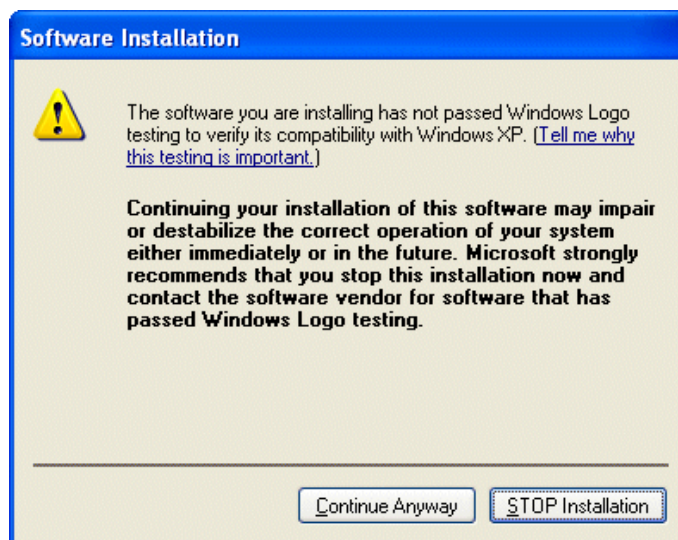 Software Installation
The software you are installing has not passed Windows Logo
testing to verify its compatibility with Windows XP. (Tell me why
this testing is important.)
Continuing your installation of this software may impair
or destabilize the correct operation of your system
either immediately or in the future. Microsoft strongly
recommends that you stop this installation now and
contact the software vendor for software that has
passed Windows Logo testing.
Continue Anyway
STOP Installation